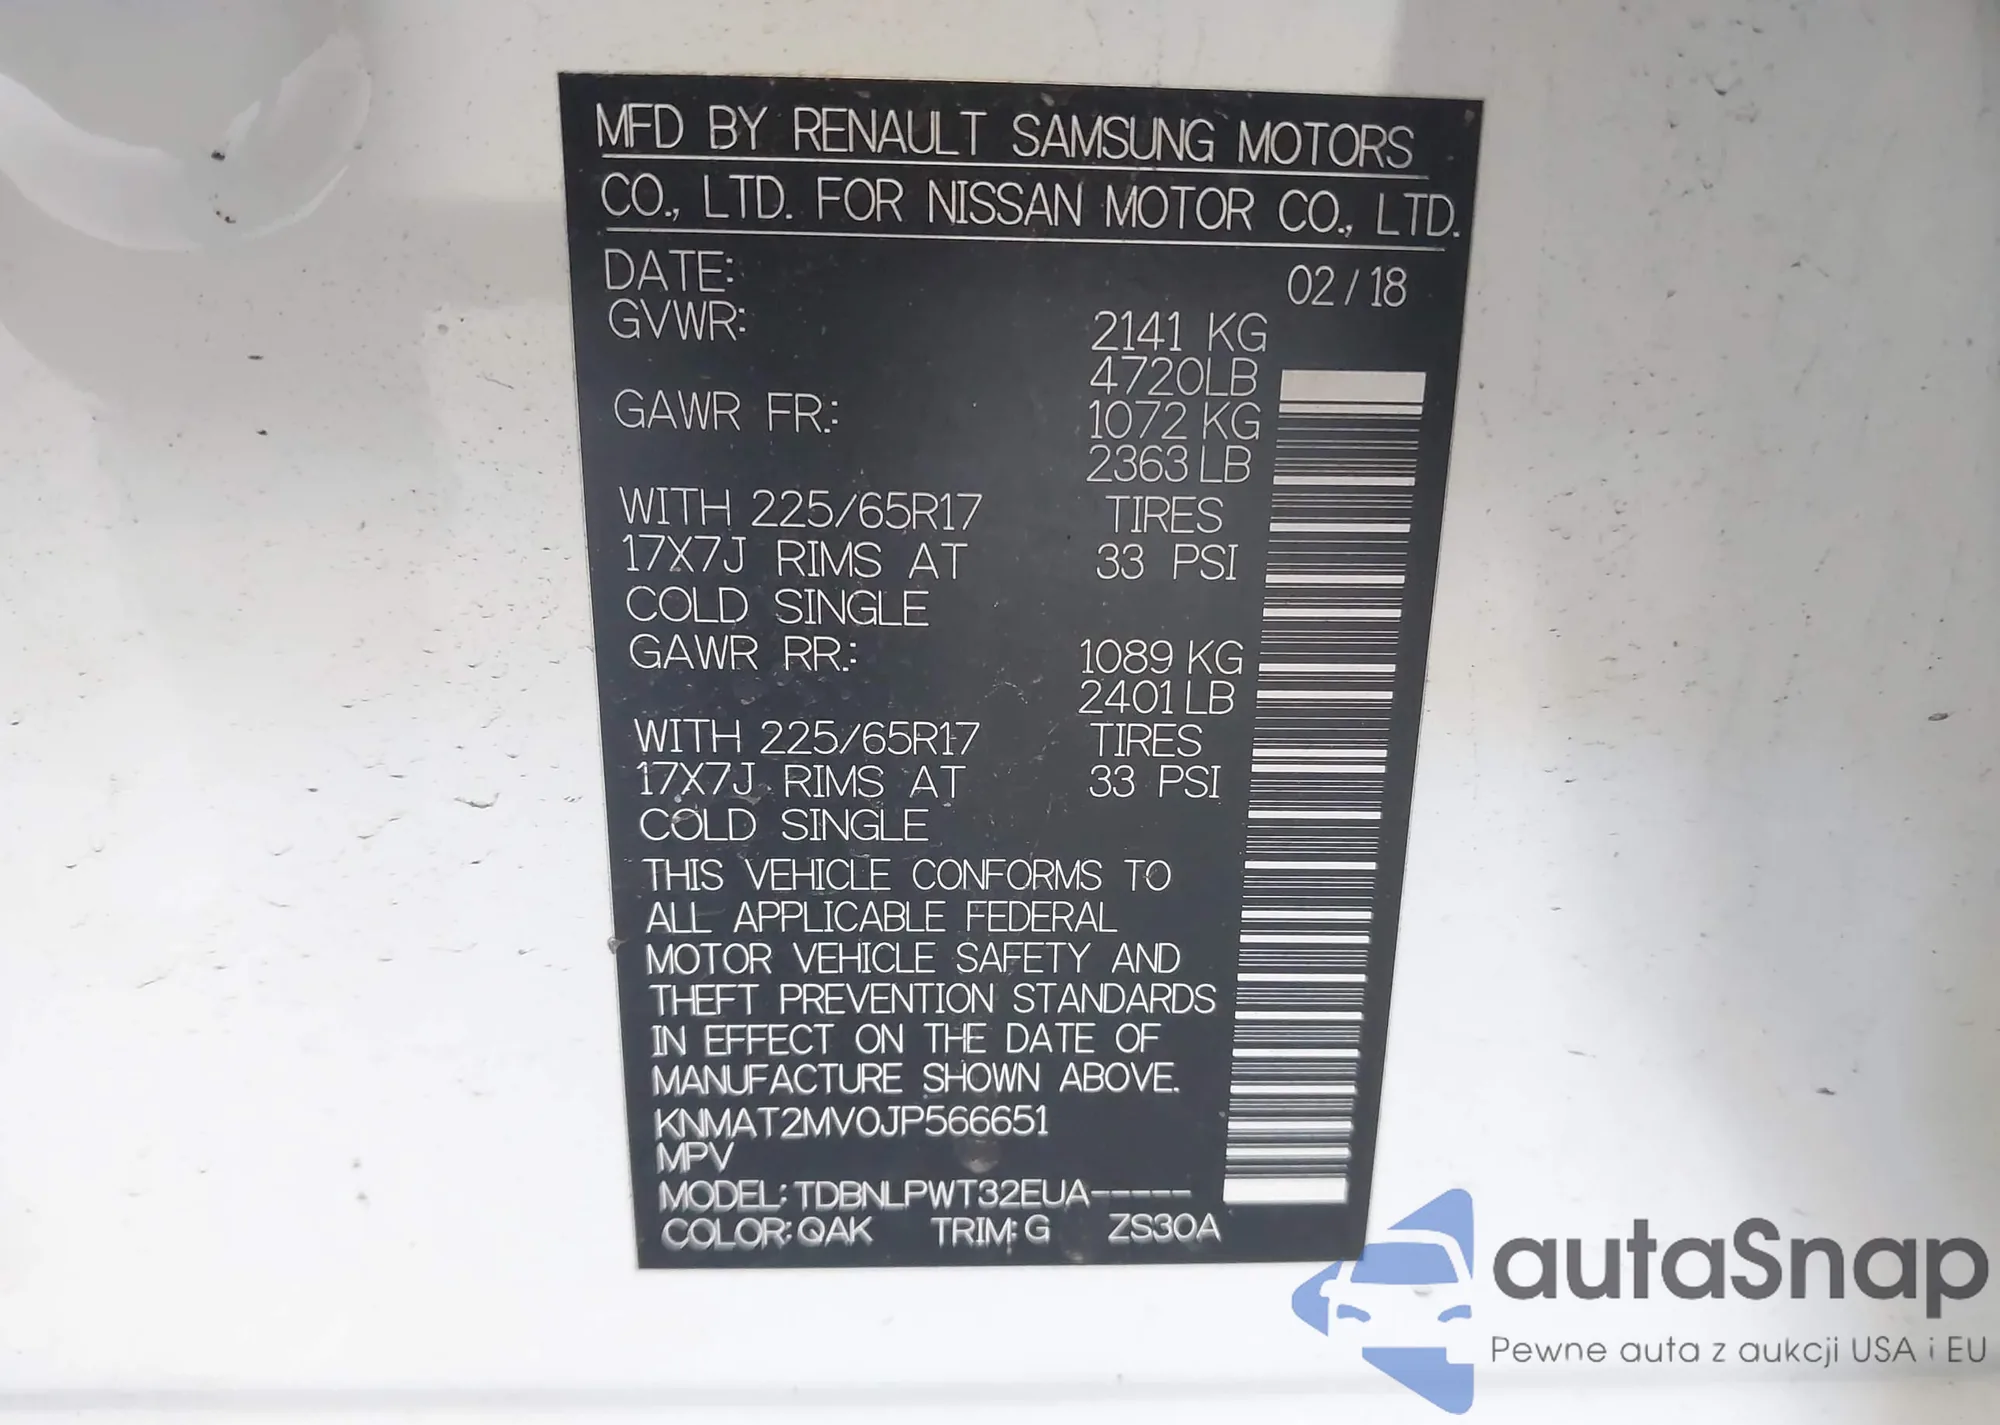 MFD BY RENAULT SAMSUNG MOTORS
CO., LTD. FOR NISSAN MOTOR CO., LTD.
DATE: 02/18
GVWR: 2141 KG
4720LB
GAWR FR.: 1072 KG
2363 LB
WITH 225/65R17 TIRES
17X7J RIMS AT 33 PSI
COLD SINGLE
GAWR RR.: 1089 KG
2401 LB
WITH 225/65R17 TIRES
17X7J RIMS AT 33 PSI
COLD SINGLE
THIS VEHICLE CONFORMS TO
ALL APPLICABLE FEDERAL
MOTOR VEHICLE SAFETY AND
THEFT PREVENTION STANDARDS
IN EFFECT ON THE DATE OF
MANUFACTURE SHOWN ABOVE.
KNMAT2MV0JP566651
MPV
MODEL: TDBNLPWT32EUA-----
COLOR: QAK TRIM: G ZS30A
autaSnap
Pewne auta z aukcji USA i EU